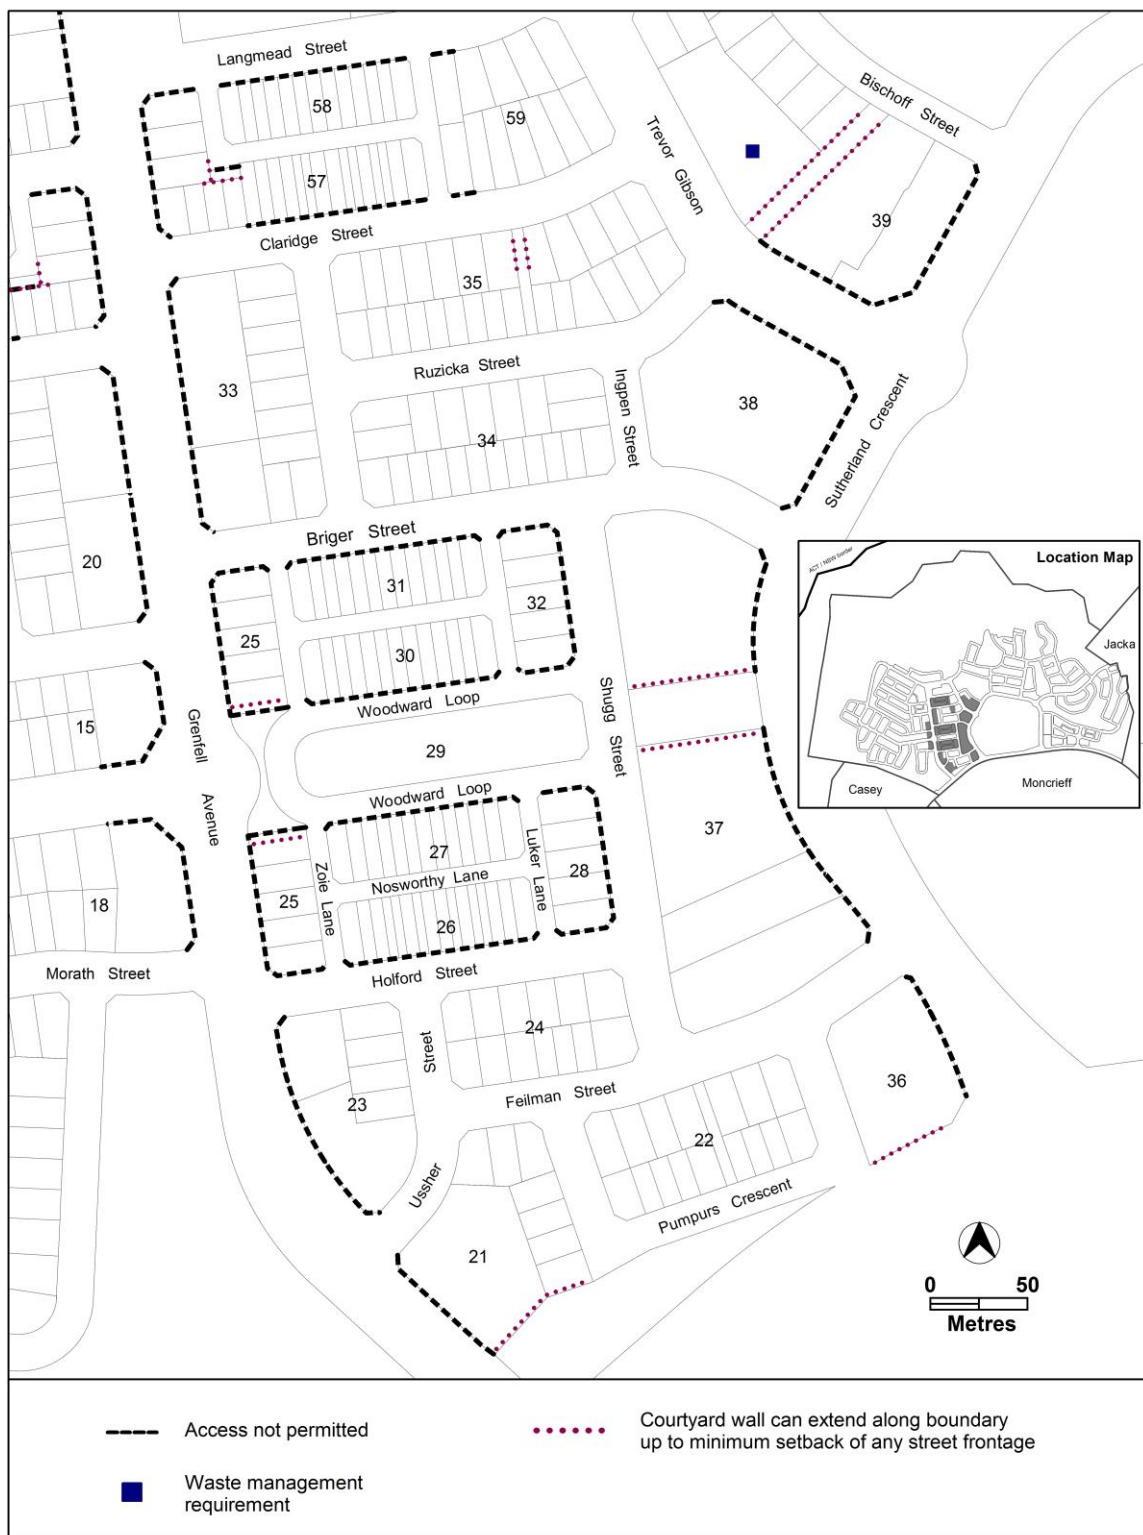 Langmead Street
Bischoff Street
58
59
Trevor Gibson
57
39
Claridge Street
35
Ruzicka Street
33
Ingpen Street
38
Sutherland Crescent
34
Briger Street
20
31
32
25
30
Location Map
ACT / NSW border
Jacka
Casey
Moncrieff
Woodward Loop
Shugg Street
15
Grenfell Avenue
29
Woodward Loop
27
37
Luker Lane
Nosworthy Lane
28
Zoie Lane
18
25
26
Morath Street
Holford Street
24
Ussher Street
23
Feilman Street
36
22
Pumpurs Crescent
21
0 50
Metres
Access not permitted
Courtyard wall can extend along boundary
up to minimum setback of any street frontage
Waste management
requirement